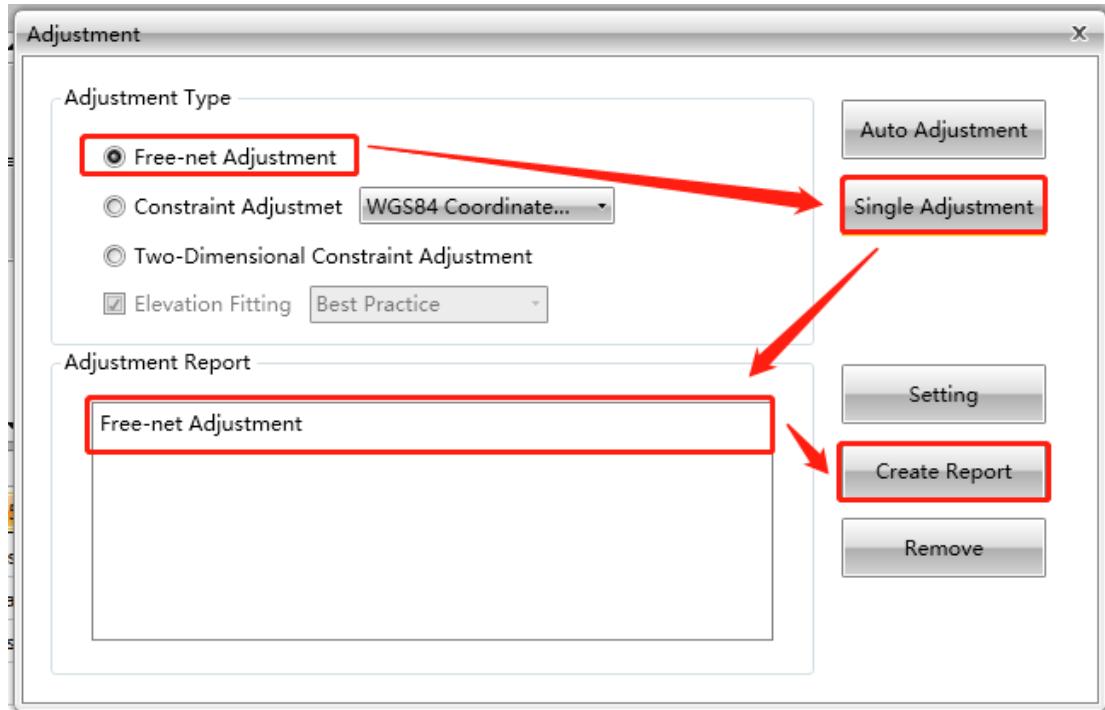 Adjustment
x
Adjustment Type
Free-net Adjustment
Auto Adjustment
Constraint Adjustmet
WGS84 Coordinate...
Single Adjustment
Two-Dimensional Constraint Adjustment
Elevation Fitting
Best Practice
Adjustment Report
Setting
Free-net Adjustment
Create Report
Remove